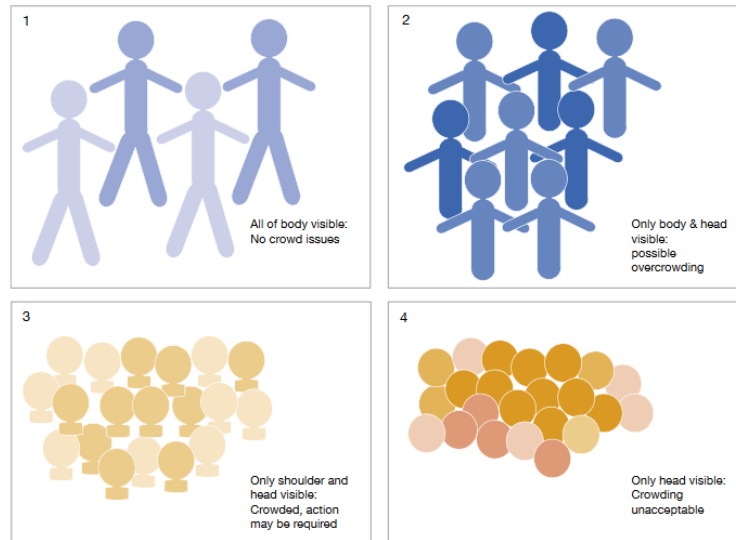 1
All of body visible:
No crowd issues
2
Only body & head
visible:
possible
overcrowding
3
Only shoulder and
head visible:
Crowded, action
may be required
4
Only head visible:
Crowding
unacceptable